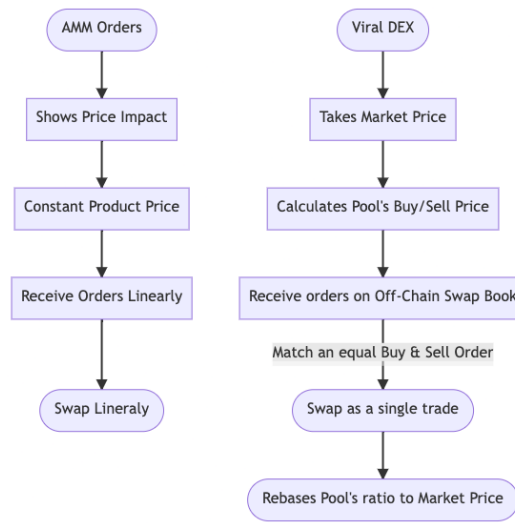 AMM Orders
Shows Price Impact
Constant Product Price
Receive Orders Linearly
Swap Lineraly
Viral DEX
Takes Market Price
Calculates Pool's Buy/Sell Price
Receive orders on Off-Chain Swap Book
Match an equal Buy & Sell Order
Swap as a single trade
Rebases Pool's ratio to Market Price